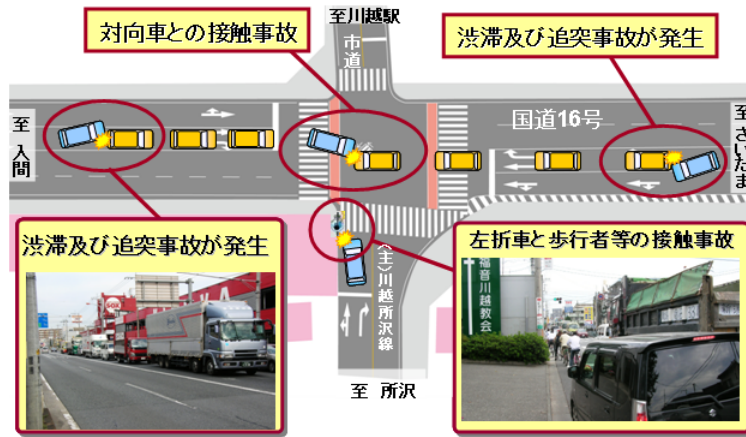 至川越駅
対向車との接触事故
渋滞及び追突事故が発生
市道
至 入間
国道16号
至 さいたま
渋滞及び追突事故が発生
左折車と歩行者等の接触事故
(主)川越所沢線
福音川越教会
至 所沢